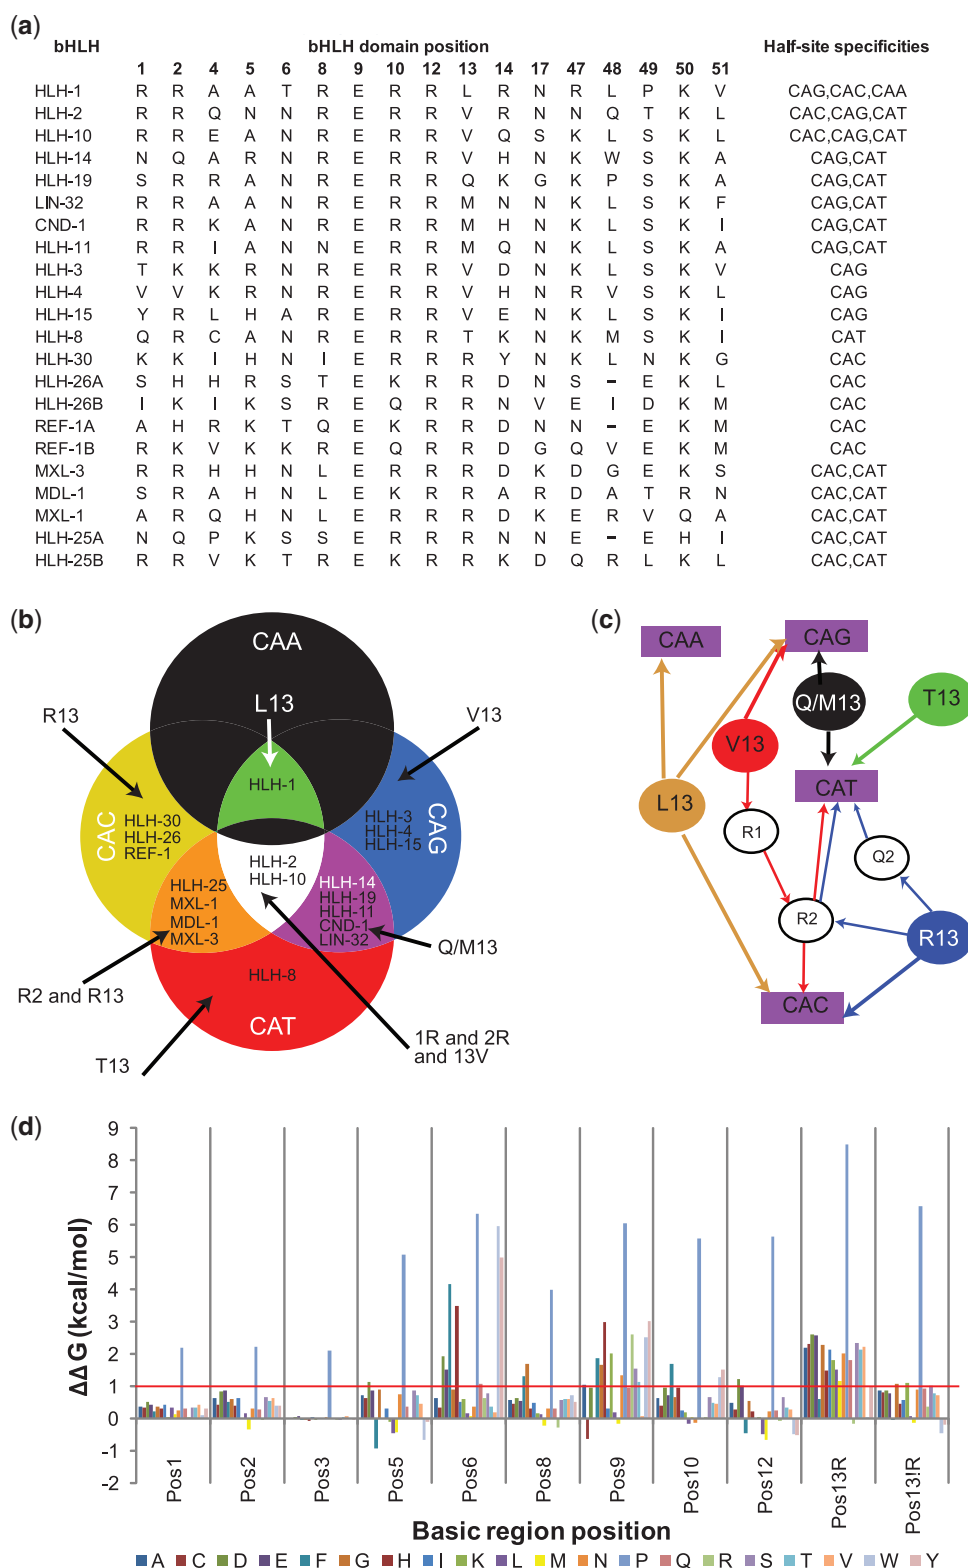 (a)
bHLH bHLH domain position Half-site specificities
1 2 4 5 6 8 9 10 12 13 14 17 47 48 49 50 51
HLH-1 R R A A T R E R R L R N R L P K V CAG,CAC,CAA
HLH-2 R R Q N N R E R R V R N N Q T K L CAC,CAG,CAT
HLH-10 R R E A N R E R R V Q S K L S K L CAC,CAG,CAT
HLH-14 N Q A R N R E R R V H N K W S K A CAG,CAT
HLH-19 S R R A N R E R R Q K G K P S K A CAG,CAT
LIN-32 R R A A N R E R R M N N K L S K F CAG,CAT
CND-1 R R K A N R E R R M H N K L S K I CAG,CAT
HLH-11 R R I A N N E R R M Q N K L S K A CAG,CAT
HLH-3 T K K R N R E R R V D N K L S K V CAG
HLH-4 V V K R N R E R R V H N R V S K L CAG
HLH-15 Y R L H A R E R R V E N K L S K I CAG
HLH-8 Q R C A N R E R R T K N K M S K I CAT
HLH-30 K K I H N I E R R R Y N K L N K G CAC
HLH-26A S H H R S T E K R R D N S – E K L CAC
HLH-26B I K I K S R E Q R R N V E I D K M CAC
REF-1A A H R K T Q E K R R D N N – E K M CAC
REF-1B R K V K K R E Q R R D G Q V E K M CAC
MXL-3 R R H H N L E R R R D K D G E K S CAC,CAT
MDL-1 S R A H N L E K R R A R D A T R N CAC,CAT
MXL-1 A R Q H N L E R R R D K E R V Q A CAC,CAT
HLH-25A N Q P K S S E R R R N N E – E H I CAC,CAT
HLH-25B R R V K T R E K R R K D Q R L K L CAC,CAT
(b)
CAA
L13
R13
V13
HLH-1
CAC
HLH-30
HLH-26
REF-1
HLH-3
HLH-4
HLH-15
CAG
HLH-2
HLH-10
HLH-25
MXL-1
MDL-1
MXL-3
HLH-14
HLH-19
HLH-11
CND-1
LIN-32
Q/M13
HLH-8
R2 and R13
CAT
T13
1R and 2R
and 13V
(c)
CAA
CAG
Q/M13
T13
V13
CAT
L13
R1
Q2
R2
R13
CAC
(d)
ΔΔ G (kcal/mol)
9
8
7
6
5
4
3
2
1
0
-1
-2
Pos1 Pos2 Pos3 Pos5 Pos6 Pos8 Pos9 Pos10 Pos12 Pos13R Pos13!R
Basic region position
A C D E F G H I K L M N P Q R S T V W Y